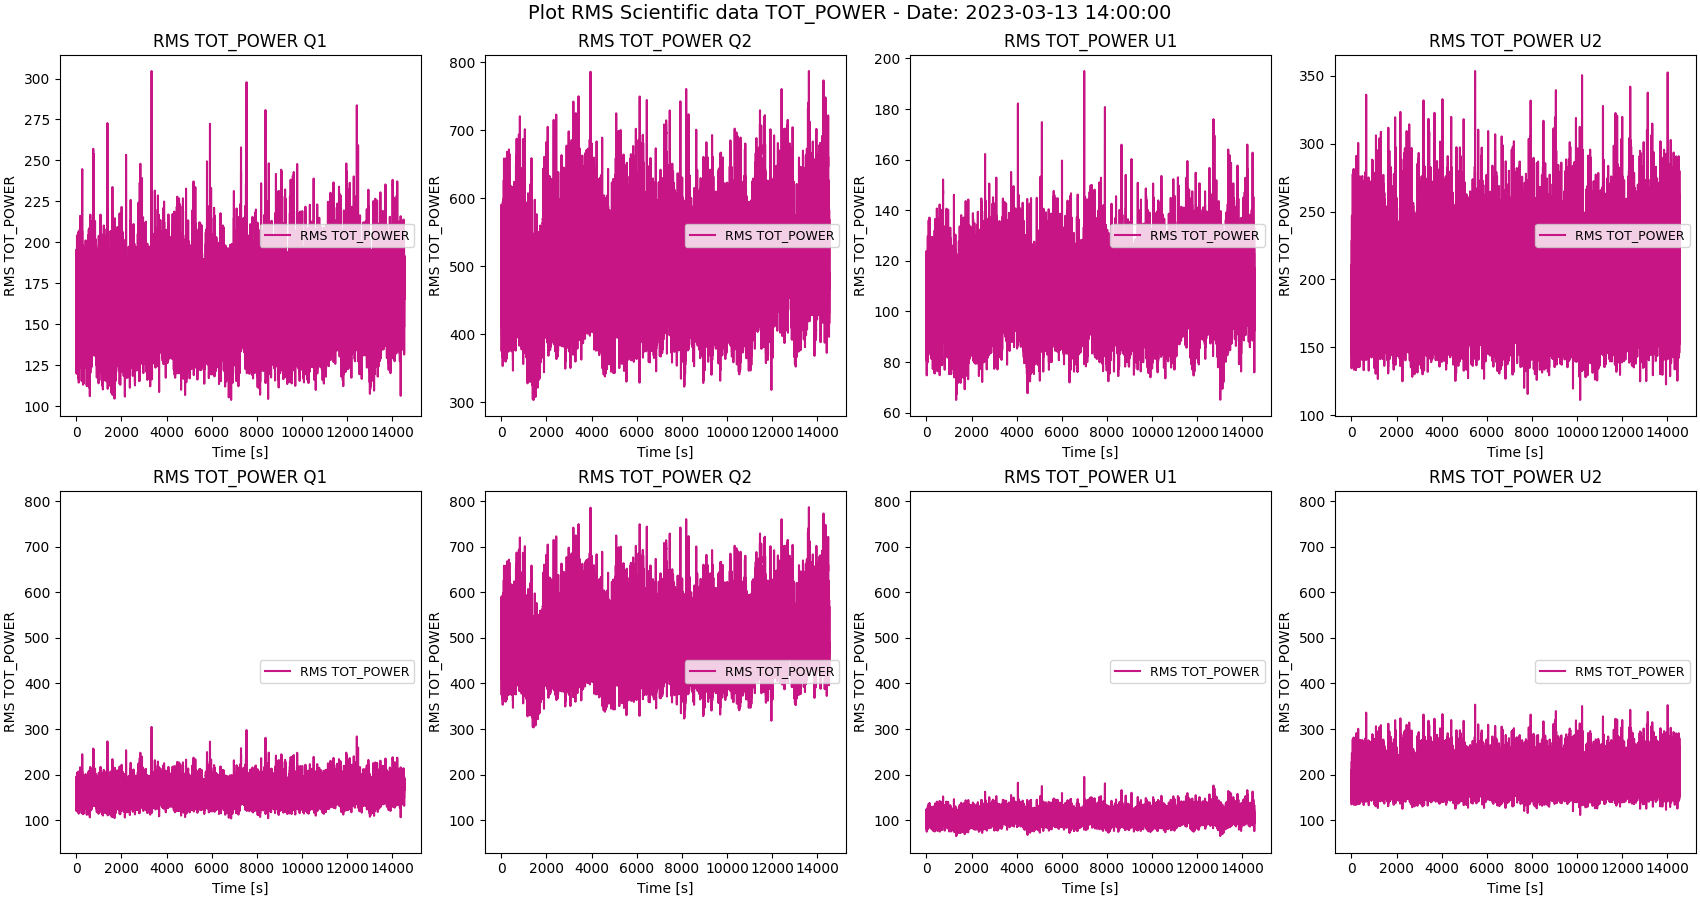 Plot RMS Scientific data TOT_POWER - Date: 2023-03-13 14:00:00
RMS TOT_POWER Q1
RMS TOT_POWER
300
275
250
225
200
175
150
125
100
RMS TOT_POWER
0 2000 4000 6000 8000 10000 12000 14000
Time [s]
RMS TOT_POWER Q2
RMS TOT_POWER
800
700
600
500
400
300
RMS TOT_POWER
0 2000 4000 6000 8000 10000 12000 14000
Time [s]
RMS TOT_POWER U1
RMS TOT_POWER
200
180
160
140
120
100
80
60
RMS TOT_POWER
0 2000 4000 6000 8000 10000 12000 14000
Time [s]
RMS TOT_POWER U2
RMS TOT_POWER
350
300
250
200
150
100
RMS TOT_POWER
0 2000 4000 6000 8000 10000 12000 14000
Time [s]
RMS TOT_POWER Q1
RMS TOT_POWER
800
700
600
500
400
300
200
100
RMS TOT_POWER
0 2000 4000 6000 8000 10000 12000 14000
Time [s]
RMS TOT_POWER Q2
RMS TOT_POWER
800
700
600
500
400
300
200
100
RMS TOT_POWER
0 2000 4000 6000 8000 10000 12000 14000
Time [s]
RMS TOT_POWER U1
RMS TOT_POWER
800
700
600
500
400
300
200
100
RMS TOT_POWER
0 2000 4000 6000 8000 10000 12000 14000
Time [s]
RMS TOT_POWER U2
RMS TOT_POWER
800
700
600
500
400
300
200
100
RMS TOT_POWER
0 2000 4000 6000 8000 10000 12000 14000
Time [s]